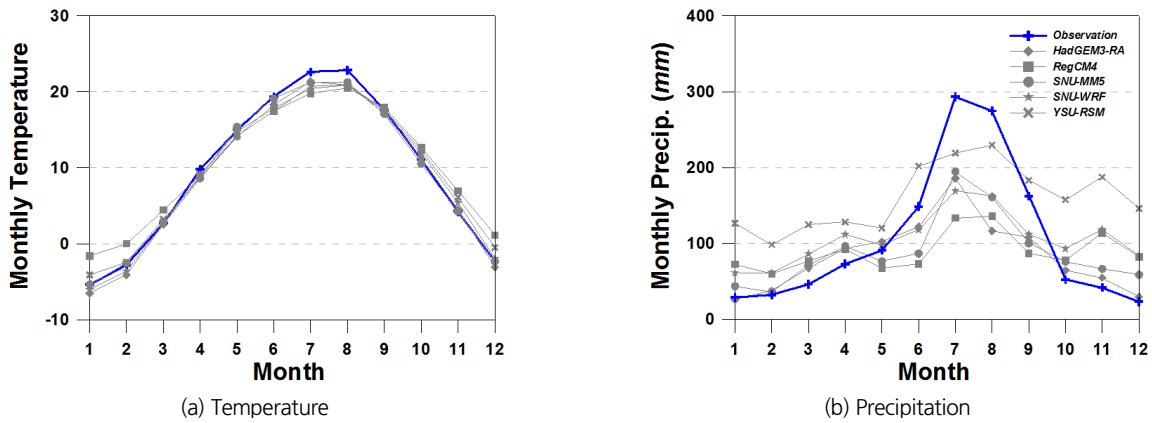 30
20
10
0
-10
Monthly Temperature
1 2 3 4 5 6 7 8 9 10 11 12
Month
(a) Temperature
400
300
200
100
0
Monthly Precip. (mm)
Observation
HadGEM3-RA
RegCM4
SNU-MM5
SNU-WRF
YSU-RSM
1 2 3 4 5 6 7 8 9 10 11 12
Month
(b) Precipitation